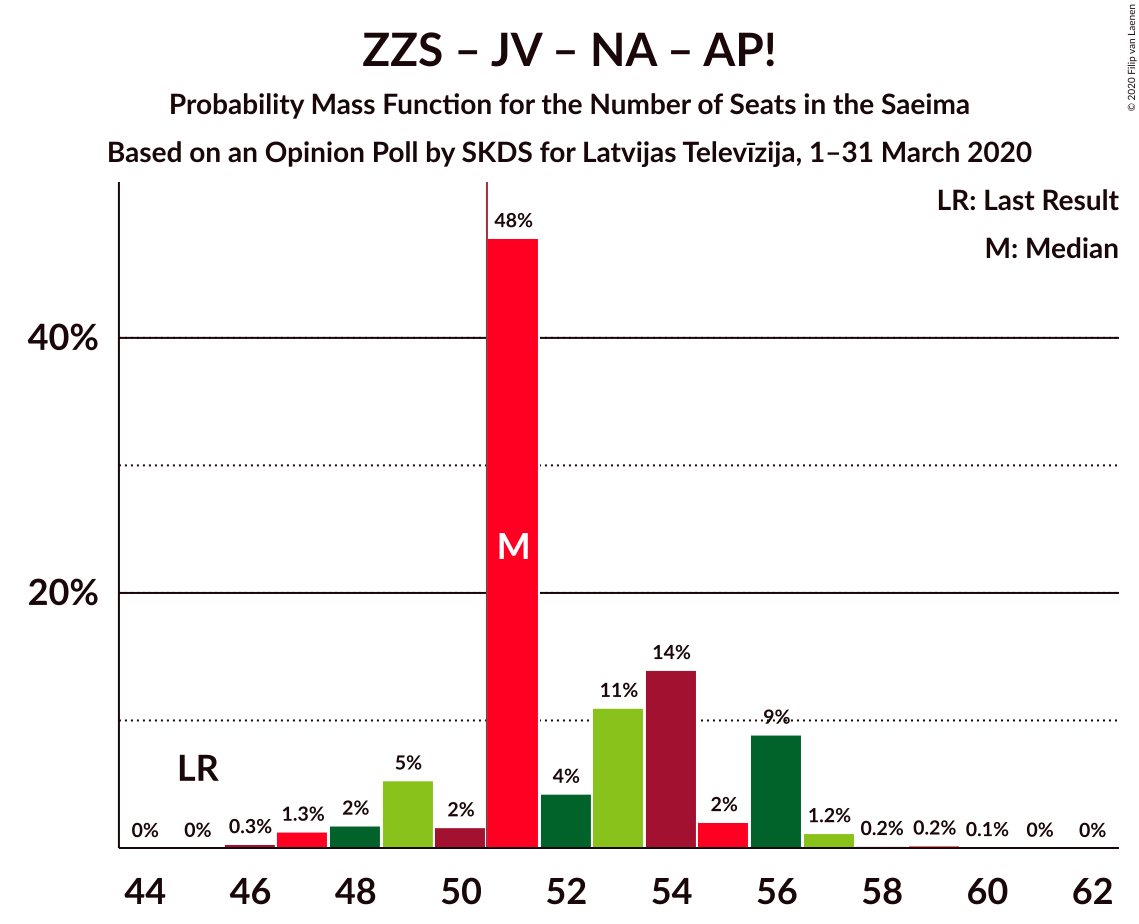 ZZS – JV – NA – AP!
Probability Mass Function for the Number of Seats in the Saeima
Based on an Opinion Poll by SKDS for Latvijas Televīzija, 1–31 March 2020
© 2020 Filip van Laenen
LR: Last Result
M: Median
40%
20%
LR
M
0%
0%
0.3%
1.3%
2%
5%
2%
48%
4%
11%
14%
2%
9%
1.2%
0.2%
0.2%
0.1%
0%
0%
44 46 48 50 52 54 56 58 60 62